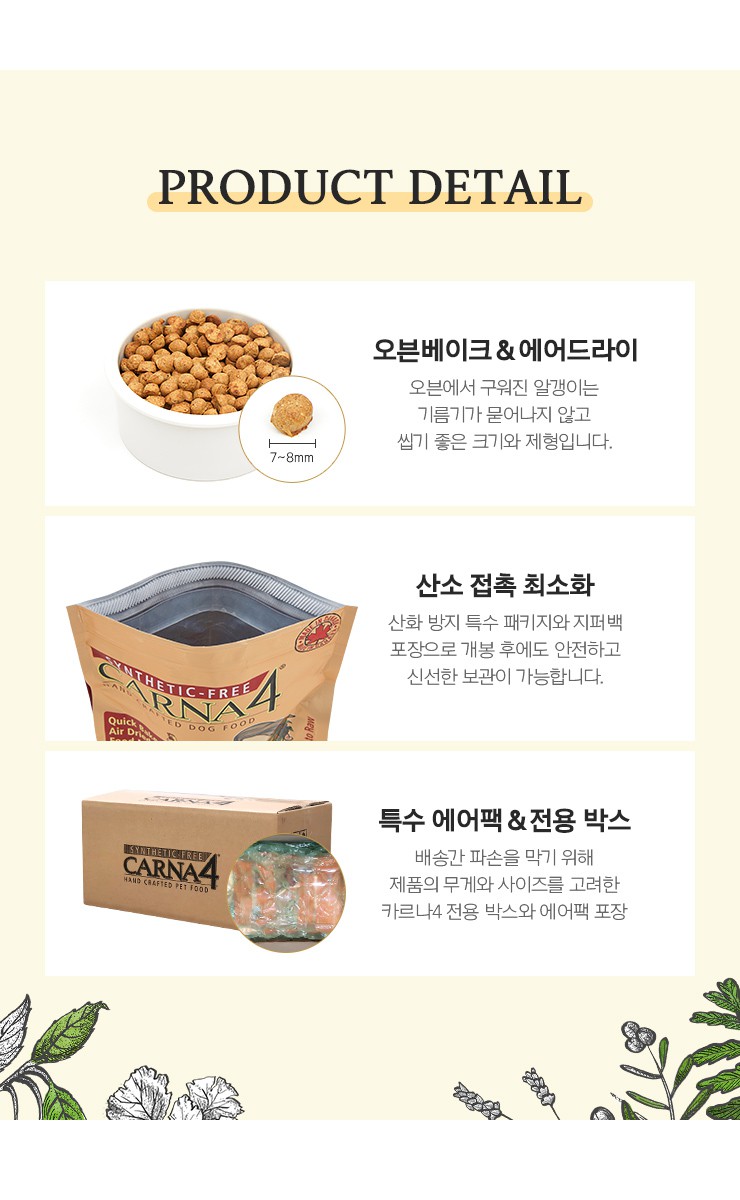 PRODUCT DETAIL
오븐베이크 & 에어드라이
오븐에서 구워진 알갱이는
기름기가 묻어나지 않고
씹기 좋은 크기와 제형입니다.
7~8mm
산소 접촉 최소화
산화 방지 특수 패키지와 지퍼백
포장으로 개봉 후에도 안전하고
신선한 보관이 가능합니다.
SYNTHETIC-FREE
CARNA4®
HAND CRAFTED DOG FOOD
Quick
Air Dried
특수 에어팩 & 전용 박스
배송간 파손을 막기 위해
제품의 무게와 사이즈를 고려한
카르나4 전용 박스와 에어팩 포장
SYNTHETIC-FREE
CARNA4
HAND CRAFTED PET FOOD